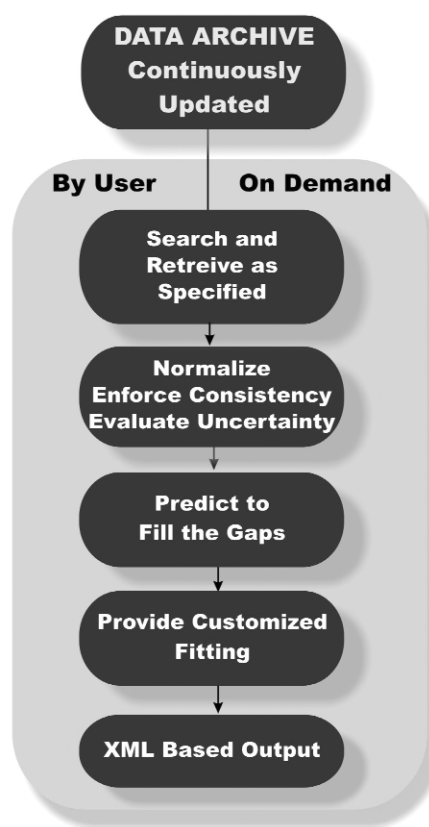 DATA ARCHIVE
Continuously
Updated
By User On Demand
Search and
Retreive as
Specified
Normalize
Enforce Consistency
Evaluate Uncertainty
Predict to
Fill the Gaps
Provide Customized
Fitting
XML Based Output